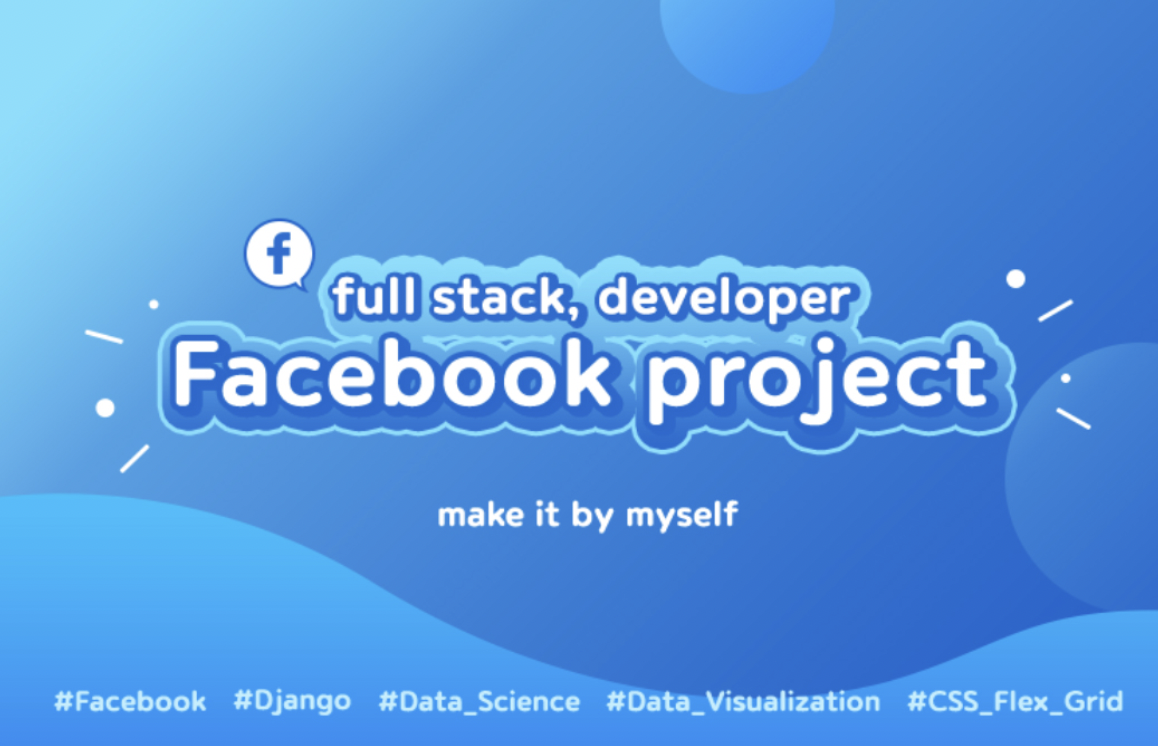 f
full stack, developer
Facebook project
make it by myself
#Facebook #Django #Data_Science #Data_Visualization #CSS_Flex_Grid